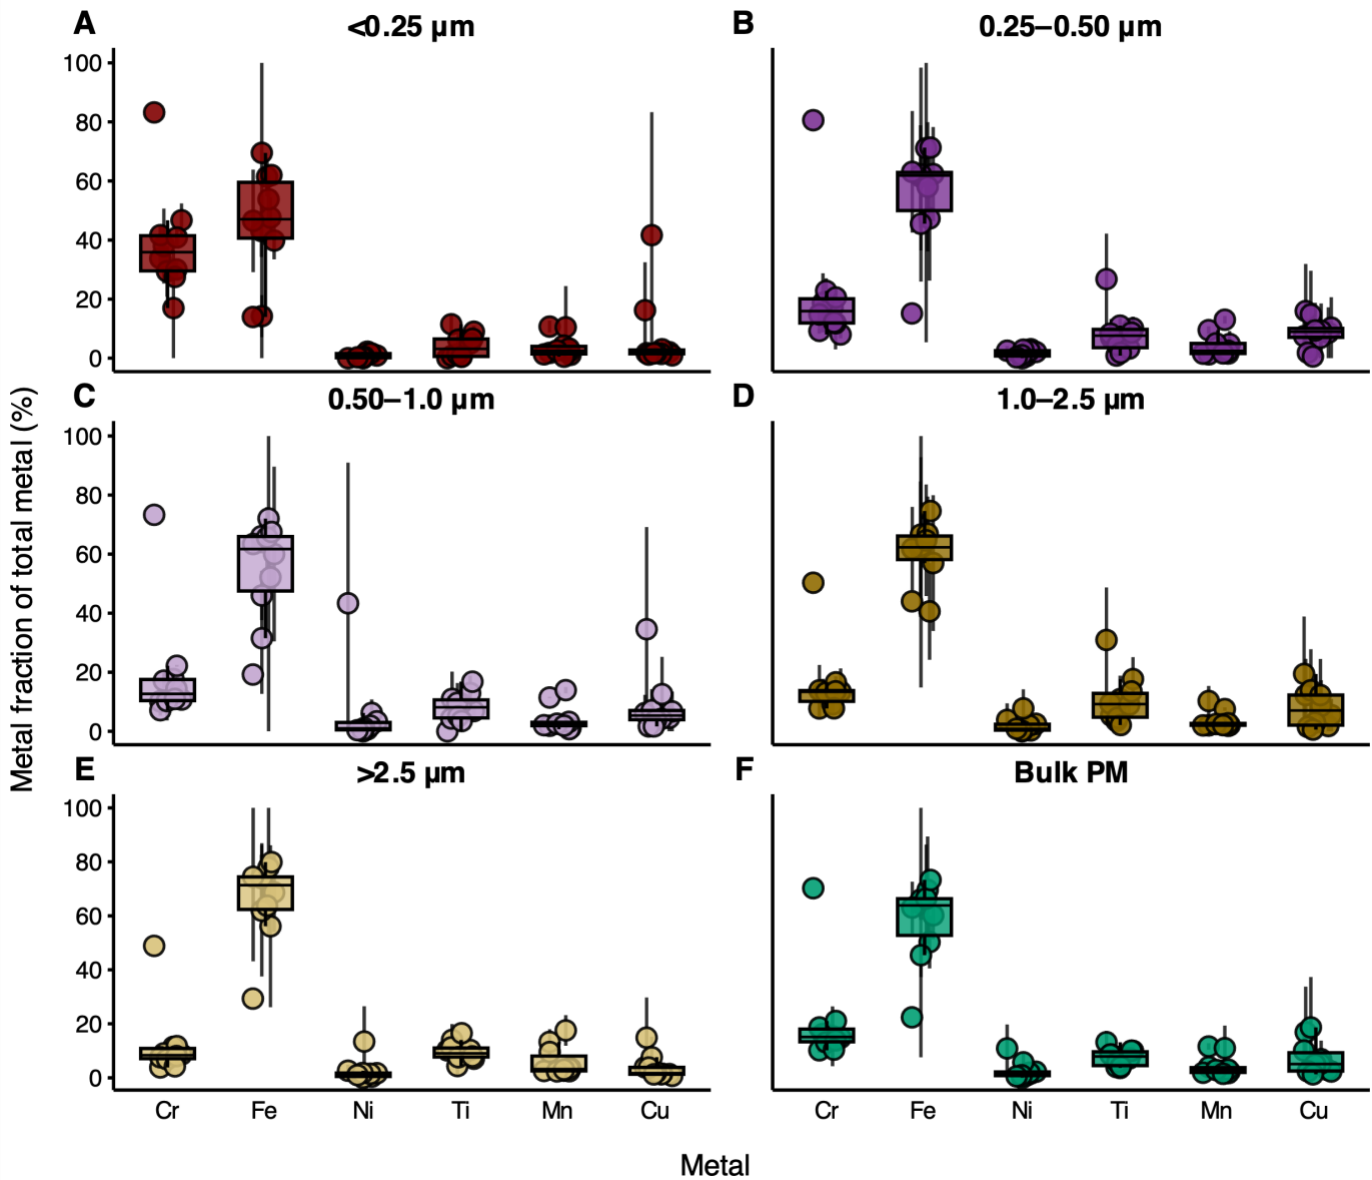 A <0.25 µm
B 0.25–0.50 µm
100
80
60
40
20
0
C 0.50–1.0 µm
D 1.0–2.5 µm
100
80
60
40
20
0
E >2.5 µm
F Bulk PM
100
80
60
40
20
0
Cr Fe Ni Ti Mn Cu
Cr Fe Ni Ti Mn Cu
Metal fraction of total metal (%)
Metal